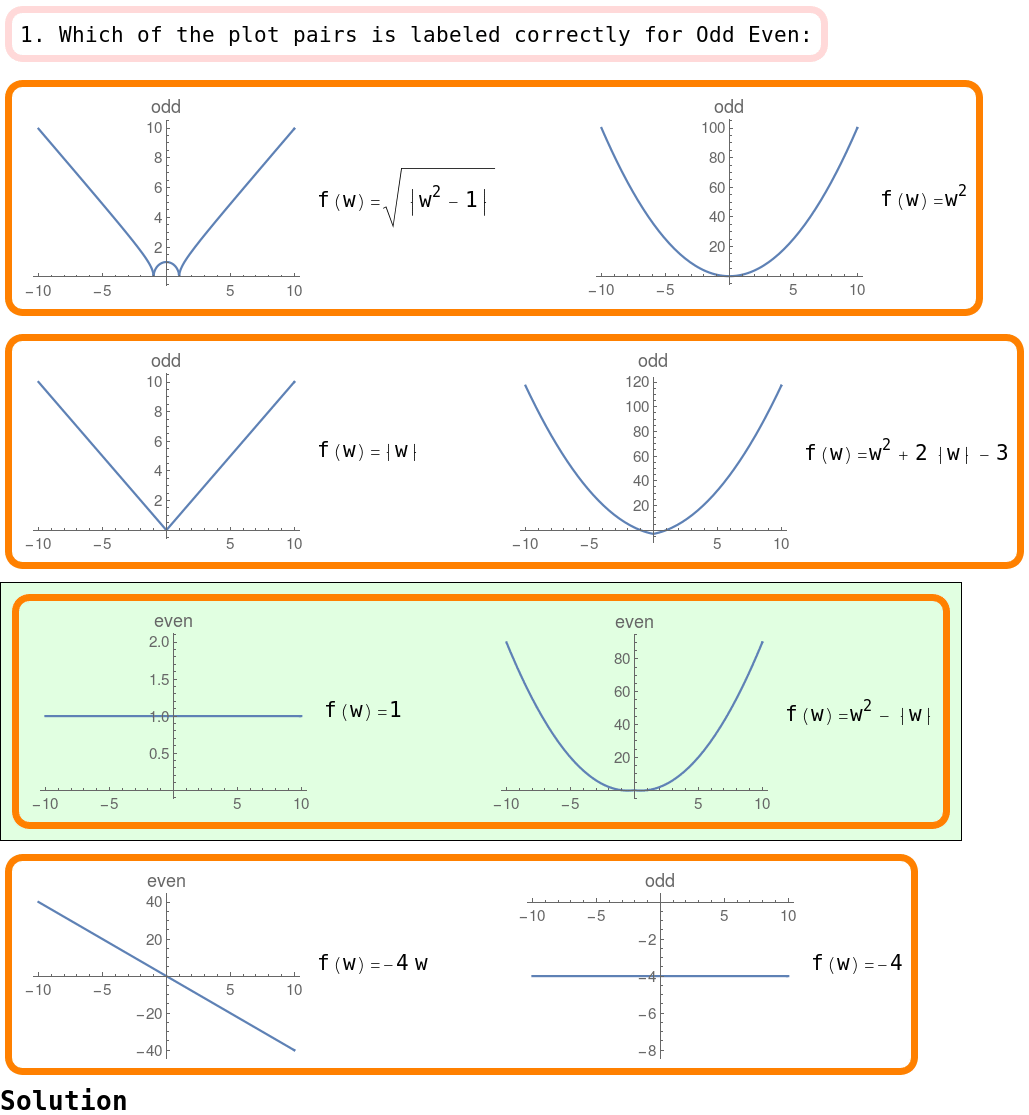 1. Which of the plot pairs is labeled correctly for Odd Even:
odd odd
10 100
8 80
6 60
4 40
2 20
f (w) = √|w² − 1| f (w) = w²
−10 −5 5 10 −10 −5 5 10
odd odd
10 120
8 100
6 80
4 60
2 40
20
f (w) = |w| f (w) = w² + 2 |w| − 3
−10 −5 5 10 −10 −5 5 10
even even
2.0 80
1.5 60
1.0 40
0.5 20
f (w) = 1 f (w) = w² − |w|
−10 −5 5 10 −10 −5 5 10
even odd
40 −10 −5 5 10
20 −2
f (w) = −4 w −4 f (w) = −4
−10 −5 5 10
−20 −6
−40 −8
Solution